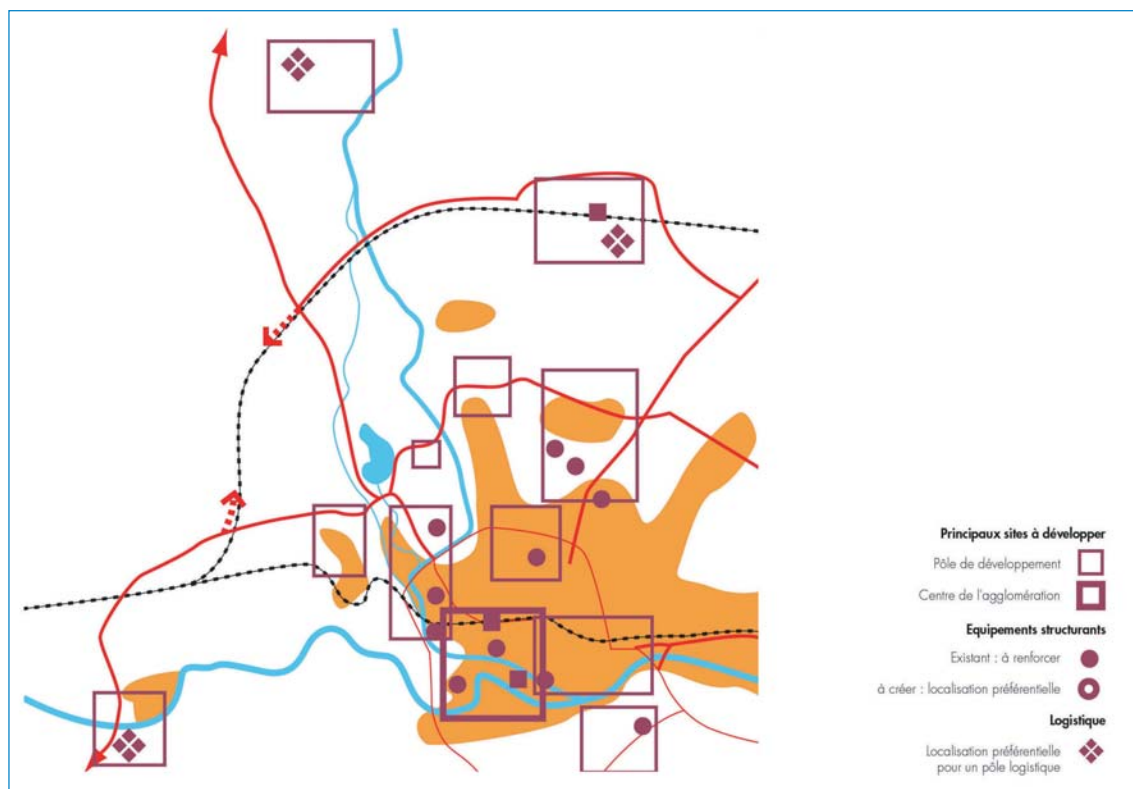 Principaux sites à développer
Pôle de développement
Centre de l'agglomération
Equipements structurants
Existant : à renforcer
à créer : localisation préférentielle
Logistique
Localisation préférentielle
pour un pôle logistique